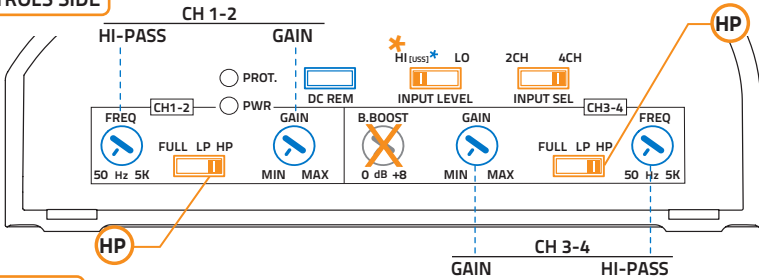 CH 1-2
HI-PASS GAIN
HP
HI [USS]* LO 2CH 4CH
PROT.
DC REM INPUT LEVEL INPUT SEL
CH1-2 PWR CH3-4
FREQ GAIN B.BOOST GAIN FREQ
FULL LP HP FULL LP HP
50 Hz 5K MIN MAX 0 dB +8 MIN MAX 50 Hz 5K
HP
CH 3-4
GAIN HI-PASS